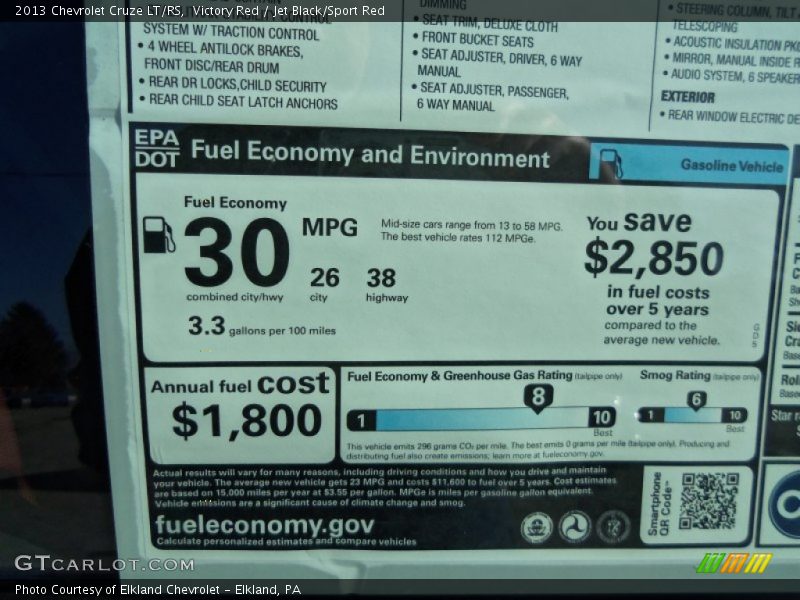 2013 Chevrolet Cruze LT/RS, Victory Red / Jet Black/Sport Red
CONTROL
SYSTEM W/ TRACTION CONTROL
• 4 WHEEL ANTILOCK BRAKES,
FRONT DISC/REAR DRUM
• REAR DR LOCKS,CHILD SECURITY
• REAR CHILD SEAT LATCH ANCHORS
DIMMING
• SEAT TRIM, DELUXE CLOTH
• FRONT BUCKET SEATS
• SEAT ADJUSTER, DRIVER, 6 WAY
MANUAL
• SEAT ADJUSTER, PASSENGER,
6 WAY MANUAL
• STEERING COLUMN, TILT
TELESCOPING
• ACOUSTIC INSULATION
• MIRROR, MANUAL INSIDE
• AUDIO SYSTEM, 6 SPEAKER
EXTERIOR
• REAR WINDOW ELECTRIC
EPA
DOT
Fuel Economy and Environment
Gasoline Vehicle
Fuel Economy
30 MPG
combined city/hwy
26
city
38
highway
3.3 gallons per 100 miles
Mid-size cars range from 13 to 58 MPG.
The best vehicle rates 112 MPGe.
You save
$2,850
in fuel costs
over 5 years
compared to the
average new vehicle.
Annual fuel cost
$1,800
Fuel Economy & Greenhouse Gas Rating (tailpipe only)
8
1
10
Best
Smog Rating (tailpipe only)
6
1
10
Best
This vehicle emits 296 grams CO₂ per mile. The best emits 0 grams per mile (tailpipe only). Producing and
distributing fuel also create emissions; learn more at fueleconomy.gov.
Actual results will vary for many reasons, including driving conditions and how you drive and maintain
your vehicle. The average new vehicle gets 23 MPG and costs $11,600 to fuel over 5 years. Cost estimates
are based on 15,000 miles per year at $3.55 per gallon. MPGe is miles per gasoline gallon equivalent.
Vehicle emissions are a significant cause of climate change and smog.
fueleconomy.gov
Calculate personalized estimates and compare vehicles
Smartphone
QR Code™
Star
GTCARLOT.COM
Photo Courtesy of Elkland Chevrolet – Elkland, PA